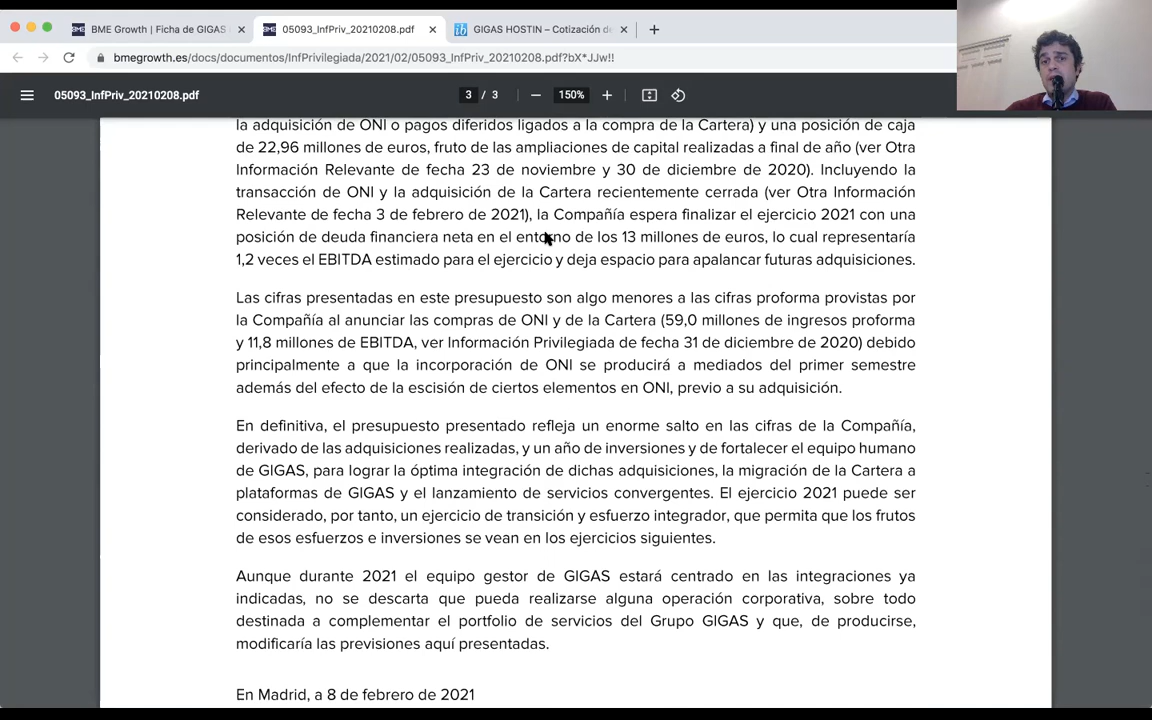 BME Growth | Ficha de GIGAS
05093_InfPriv_20210208.pdf
GIGAS HOSTIN – Cotización de
bmegrowth.es/docs/documentos/InfPrivilegiada/2021/02/05093_InfPriv_20210208.pdf?bX*JJw!!
05093_InfPriv_20210208.pdf
3 / 3
150%
la adquisición de ONI o pagos diferidos ligados a la compra de la Cartera) y una posición de caja
de 22,96 millones de euros, fruto de las ampliaciones de capital realizadas a final de año (ver Otra
Información Relevante de fecha 23 de noviembre y 30 de diciembre de 2020). Incluyendo la
transacción de ONI y la adquisición de la Cartera recientemente cerrada (ver Otra Información
Relevante de fecha 3 de febrero de 2021), la Compañía espera finalizar el ejercicio 2021 con una
posición de deuda financiera neta en el entorno de los 13 millones de euros, lo cual representaría
1,2 veces el EBITDA estimado para el ejercicio y deja espacio para apalancar futuras adquisiciones.
Las cifras presentadas en este presupuesto son algo menores a las cifras proforma provistas por
la Compañía al anunciar las compras de ONI y de la Cartera (59,0 millones de ingresos proforma
y 11,8 millones de EBITDA, ver Información Privilegiada de fecha 31 de diciembre de 2020) debido
principalmente a que la incorporación de ONI se producirá a mediados del primer semestre
además del efecto de la escisión de ciertos elementos en ONI, previo a su adquisición.
En definitiva, el presupuesto presentado refleja un enorme salto en las cifras de la Compañía,
derivado de las adquisiciones realizadas, y un año de inversiones y de fortalecer el equipo humano
de GIGAS, para lograr la óptima integración de dichas adquisiciones, la migración de la Cartera a
plataformas de GIGAS y el lanzamiento de servicios convergentes. El ejercicio 2021 puede ser
considerado, por tanto, un ejercicio de transición y esfuerzo integrador, que permita que los frutos
de esos esfuerzos e inversiones se vean en los ejercicios siguientes.
Aunque durante 2021 el equipo gestor de GIGAS estará centrado en las integraciones ya
indicadas, no se descarta que pueda realizarse alguna operación corporativa, sobre todo
destinada a complementar el portfolio de servicios del Grupo GIGAS y que, de producirse,
modificaría las previsiones aquí presentadas.
En Madrid, a 8 de febrero de 2021